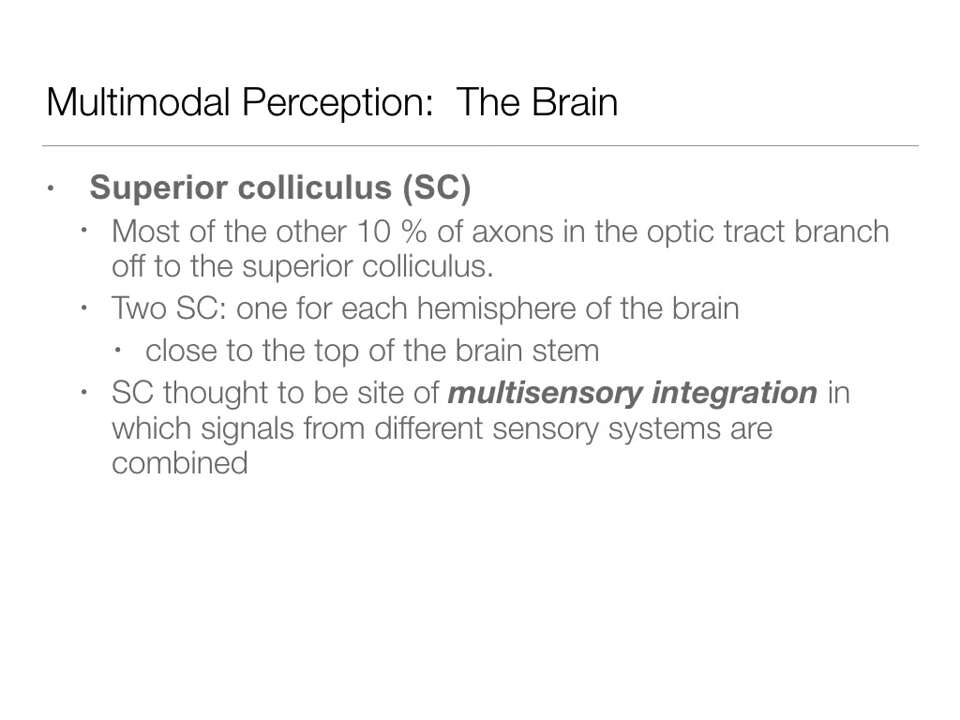 Multimodal Perception:  The Brain
• Superior colliculus (SC)
• Most of the other 10 % of axons in the optic tract branch
off to the superior colliculus.
• Two SC: one for each hemisphere of the brain
• close to the top of the brain stem
• SC thought to be site of multisensory integration in
which signals from different sensory systems are
combined